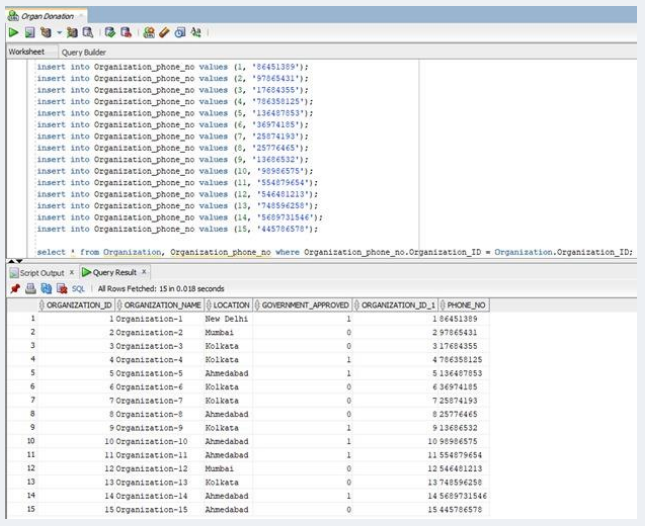 Organ Donation
Worksheet Query Builder
insert into Organization_phone_no values (1, '86451389');
insert into Organization_phone_no values (2, '97865431');
insert into Organization_phone_no values (3, '17684355');
insert into Organization_phone_no values (4, '786358125');
insert into Organization_phone_no values (5, '136487853');
insert into Organization_phone_no values (6, '36974185');
insert into Organization_phone_no values (7, '25874193');
insert into Organization_phone_no values (8, '25776465');
insert into Organization_phone_no values (9, '13686532');
insert into Organization_phone_no values (10, '98986575');
insert into Organization_phone_no values (11, '554879654');
insert into Organization_phone_no values (12, '546481213');
insert into Organization_phone_no values (13, '748596258');
insert into Organization_phone_no values (14, '5689731546');
insert into Organization_phone_no values (15, '445786578');
select * from Organization, Organization_phone_no where Organization_phone_no.Organization_ID = Organization.Organization_ID;
Script Output x Query Result x
SQL | All Rows Fetched: 15 in 0.018 seconds
ORGANIZATION_ID ORGANIZATION_NAME LOCATION GOVERNMENT_APPROVED ORGANIZATION_ID_1 PHONE_NO
1 1 Organization-1 New Delhi 1 1 86451389
2 2 Organization-2 Mumbai 0 2 97865431
3 3 Organization-3 Kolkata 0 3 17684355
4 4 Organization-4 Kolkata 1 4 786358125
5 5 Organization-5 Ahmedabad 1 5 136487853
6 6 Organization-6 Kolkata 0 6 36974185
7 7 Organization-7 Kolkata 0 7 25874193
8 8 Organization-8 Ahmedabad 0 8 25776465
9 9 Organization-9 Kolkata 1 9 13686532
10 10 Organization-10 Ahmedabad 1 10 98986575
11 11 Organization-11 Ahmedabad 1 11 554879654
12 12 Organization-12 Mumbai 0 12 546481213
13 13 Organization-13 Kolkata 0 13 748596258
14 14 Organization-14 Ahmedabad 1 14 5689731546
15 15 Organization-15 Ahmedabad 0 15 445786578